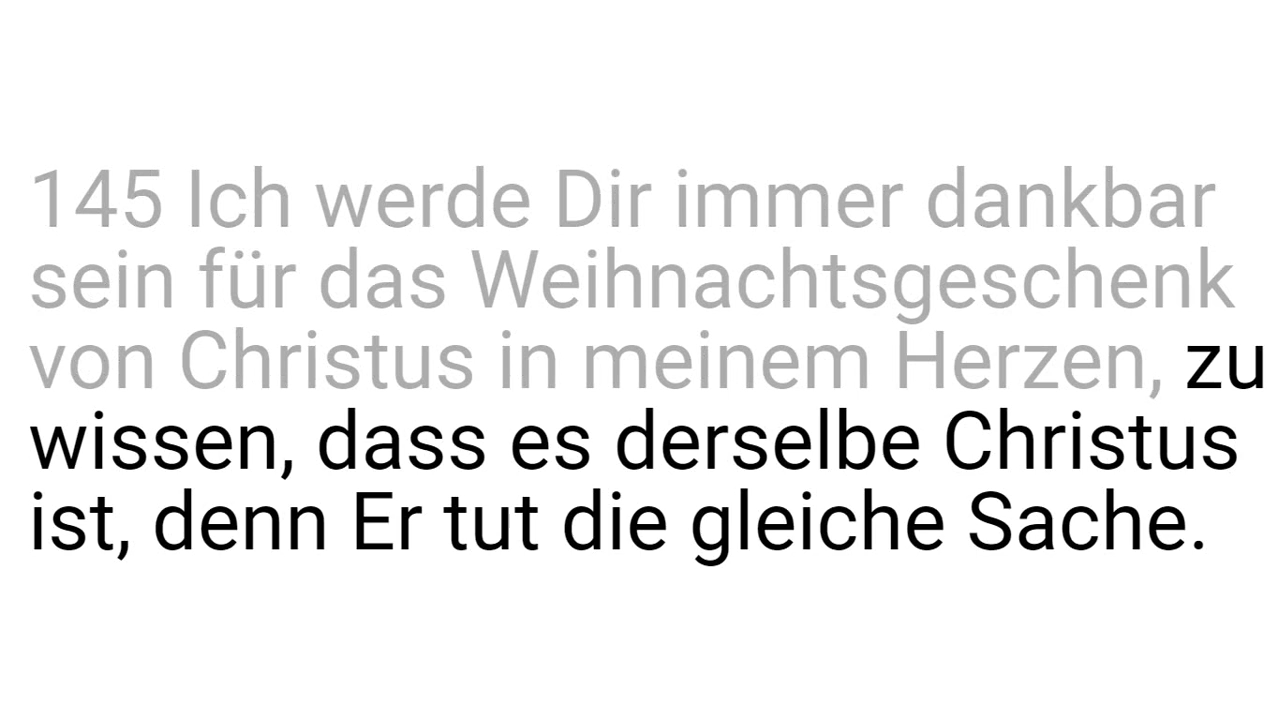 145 Ich werde Dir immer dankbar
sein für das Weihnachtsgeschenk
von Christus in meinem Herzen, zu
wissen, dass es derselbe Christus
ist, denn Er tut die gleiche Sache.